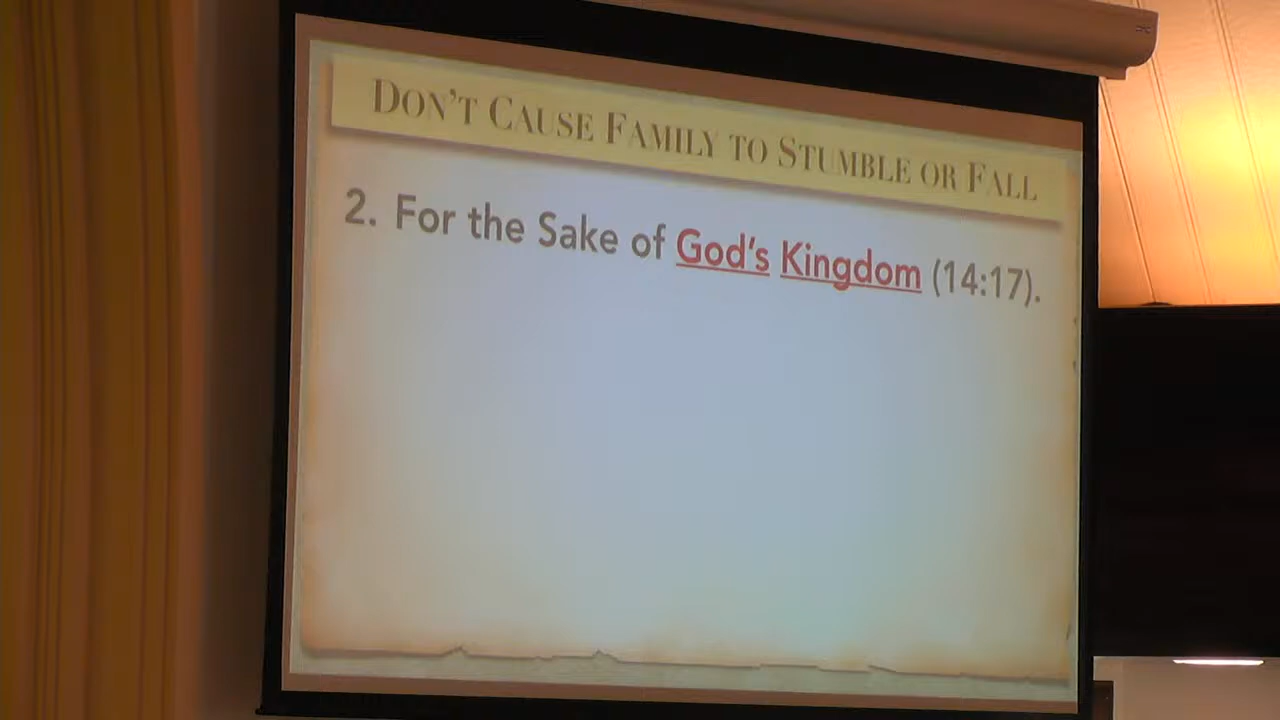 DON'T CAUSE FAMILY TO STUMBLE OR FALL
2. For the Sake of God's Kingdom (14:17).